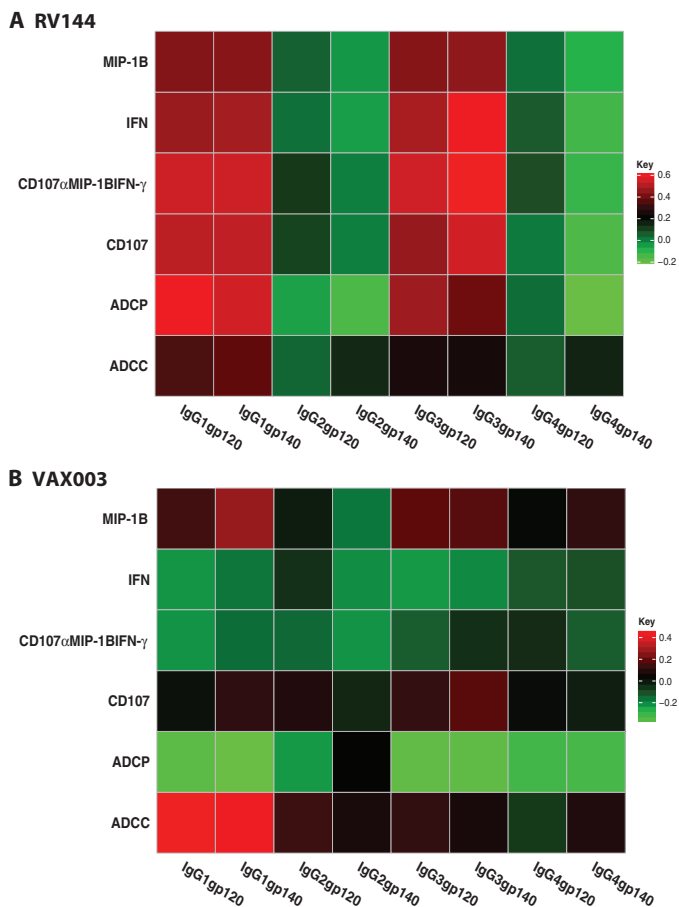 A RV144
MIP-1B
IFN
CD107αMIP-1BIFN-γ
CD107
ADCP
ADCC
IgG1gp120
IgG1gp140
IgG2gp120
IgG2gp140
IgG3gp120
IgG3gp140
IgG4gp120
IgG4gp140
Key
0.6
0.4
0.2
0.0
−0.2
B VAX003
MIP-1B
IFN
CD107αMIP-1BIFN-γ
CD107
ADCP
ADCC
IgG1gp120
IgG1gp140
IgG2gp120
IgG2gp140
IgG3gp120
IgG3gp140
IgG4gp120
IgG4gp140
Key
0.4
0.2
0.0
−0.2